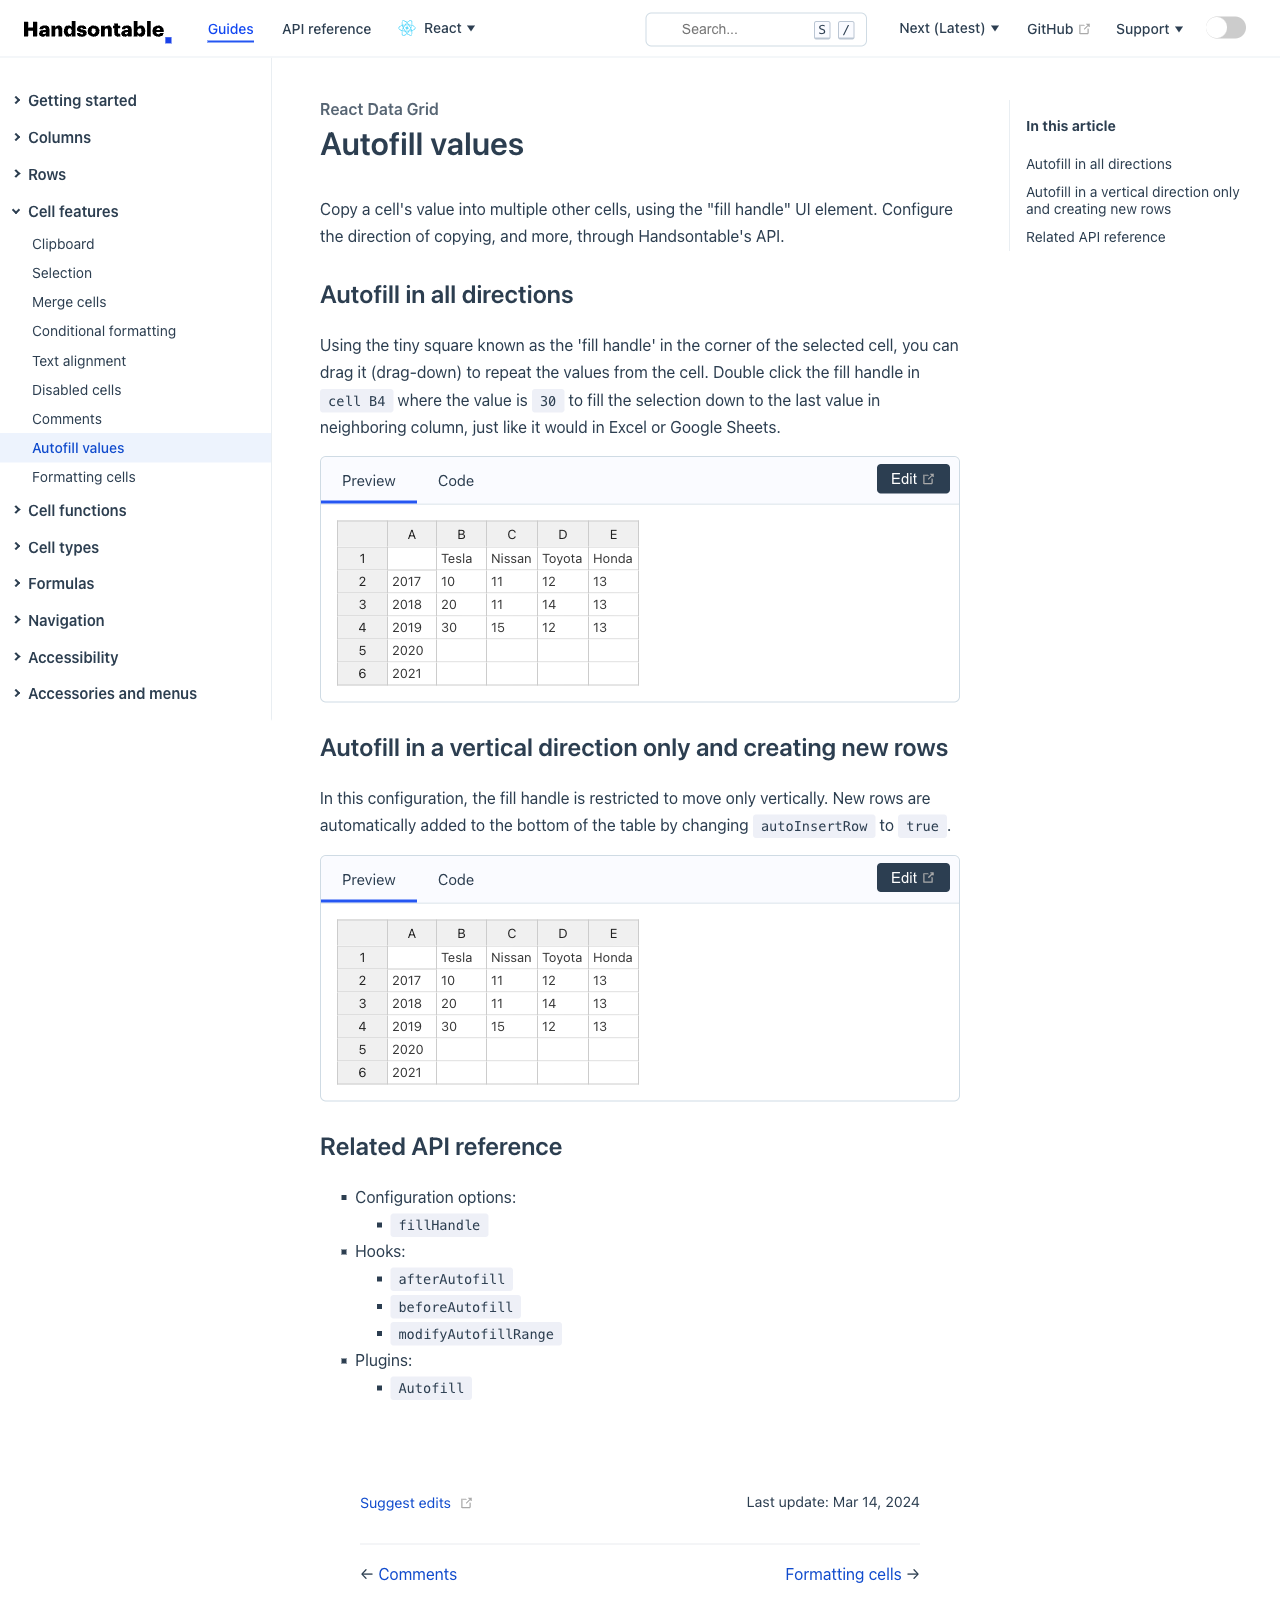 Handsontable
Guides
API reference
React
Search...
S
/
Next (Latest)
GitHub
Support
Getting started
Columns
Rows
Cell features
Clipboard
Selection
Merge cells
Conditional formatting
Text alignment
Disabled cells
Comments
Autofill values
Formatting cells
Cell functions
Cell types
Formulas
Navigation
Accessibility
Accessories and menus
React Data Grid
Autofill values
Copy a cell's value into multiple other cells, using the "fill handle" UI element. Configure
the direction of copying, and more, through Handsontable's API.
Autofill in all directions
Using the tiny square known as the 'fill handle' in the corner of the selected cell, you can
drag it (drag-down) to repeat the values from the cell. Double click the fill handle in
cell B4 where the value is 30 to fill the selection down to the last value in
neighboring column, just like it would in Excel or Google Sheets.
Preview Code Edit
A B C D E
1 Tesla Nissan Toyota Honda
2 2017 10 11 12 13
3 2018 20 11 14 13
4 2019 30 15 12 13
5 2020
6 2021
Autofill in a vertical direction only and creating new rows
In this configuration, the fill handle is restricted to move only vertically. New rows are
automatically added to the bottom of the table by changing autoInsertRow to true .
Preview Code Edit
A B C D E
1 Tesla Nissan Toyota Honda
2 2017 10 11 12 13
3 2018 20 11 14 13
4 2019 30 15 12 13
5 2020
6 2021
Related API reference
▪ Configuration options:
▪ fillHandle
▪ Hooks:
▪ afterAutofill
▪ beforeAutofill
▪ modifyAutofillRange
▪ Plugins:
▪ Autofill
Suggest edits
Last update: Mar 14, 2024
← Comments
Formatting cells →
In this article
Autofill in all directions
Autofill in a vertical direction only
and creating new rows
Related API reference